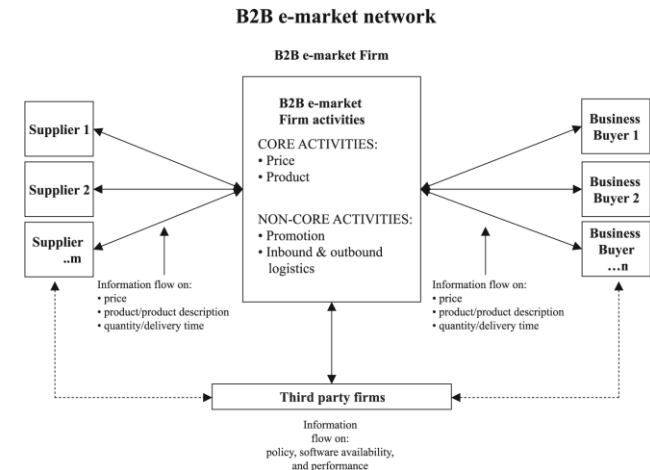 B2B e-market network
B2B e-market Firm
B2B e-market
Firm activities
CORE ACTIVITIES:
• Price
• Product
NON-CORE ACTIVITIES:
• Promotion
• Inbound & outbound
logistics
Supplier 1
Supplier 2
Supplier
..m
Business
Buyer 1
Business
Buyer 2
Business
Buyer
…n
Information flow on:
• price
• product/product description
• quantity/delivery time
Information flow on:
• price
• product/product description
• quantity/delivery time
Third party firms
Information
flow on:
policy, software availability,
and performance